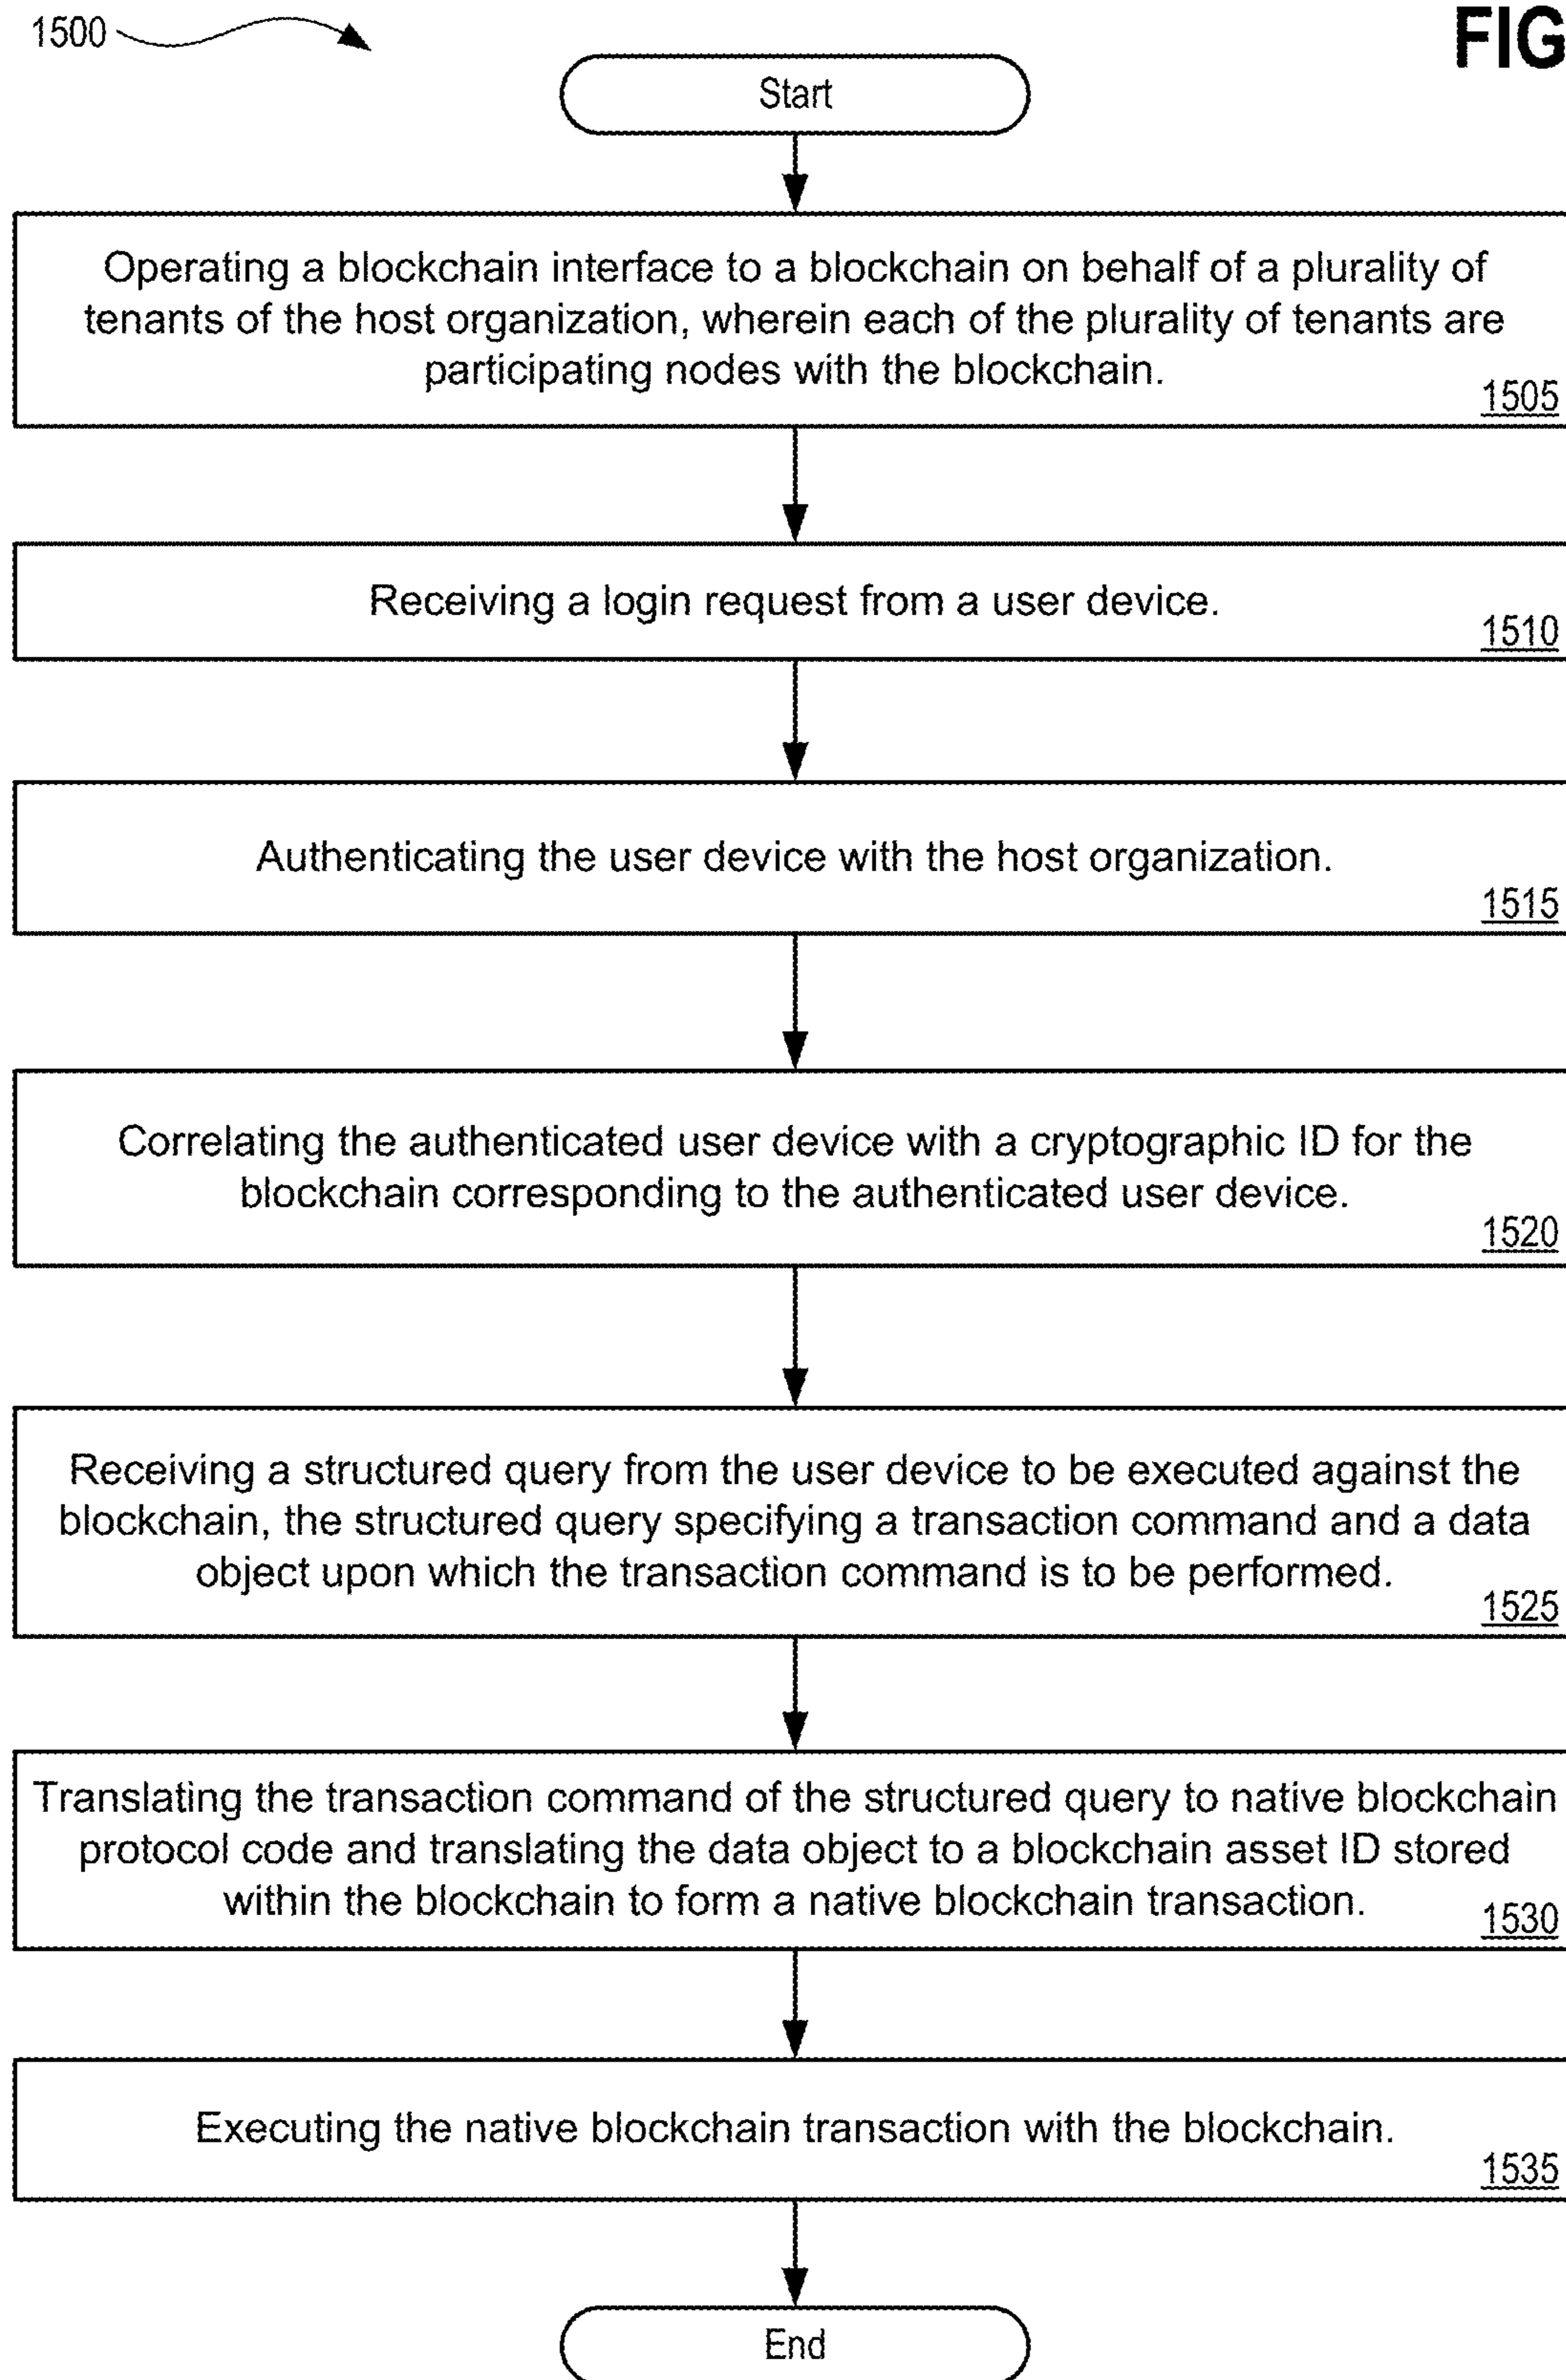 1500
FIG
Start
Operating a blockchain interface to a blockchain on behalf of a plurality of
tenants of the host organization, wherein each of the plurality of tenants are
participating nodes with the blockchain.
1505
Receiving a login request from a user device.
1510
Authenticating the user device with the host organization.
1515
Correlating the authenticated user device with a cryptographic ID for the
blockchain corresponding to the authenticated user device.
1520
Receiving a structured query from the user device to be executed against the
blockchain, the structured query specifying a transaction command and a data
object upon which the transaction command is to be performed.
1525
Translating the transaction command of the structured query to native blockchain
protocol code and translating the data object to a blockchain asset ID stored
within the blockchain to form a native blockchain transaction.
1530
Executing the native blockchain transaction with the blockchain.
1535
End